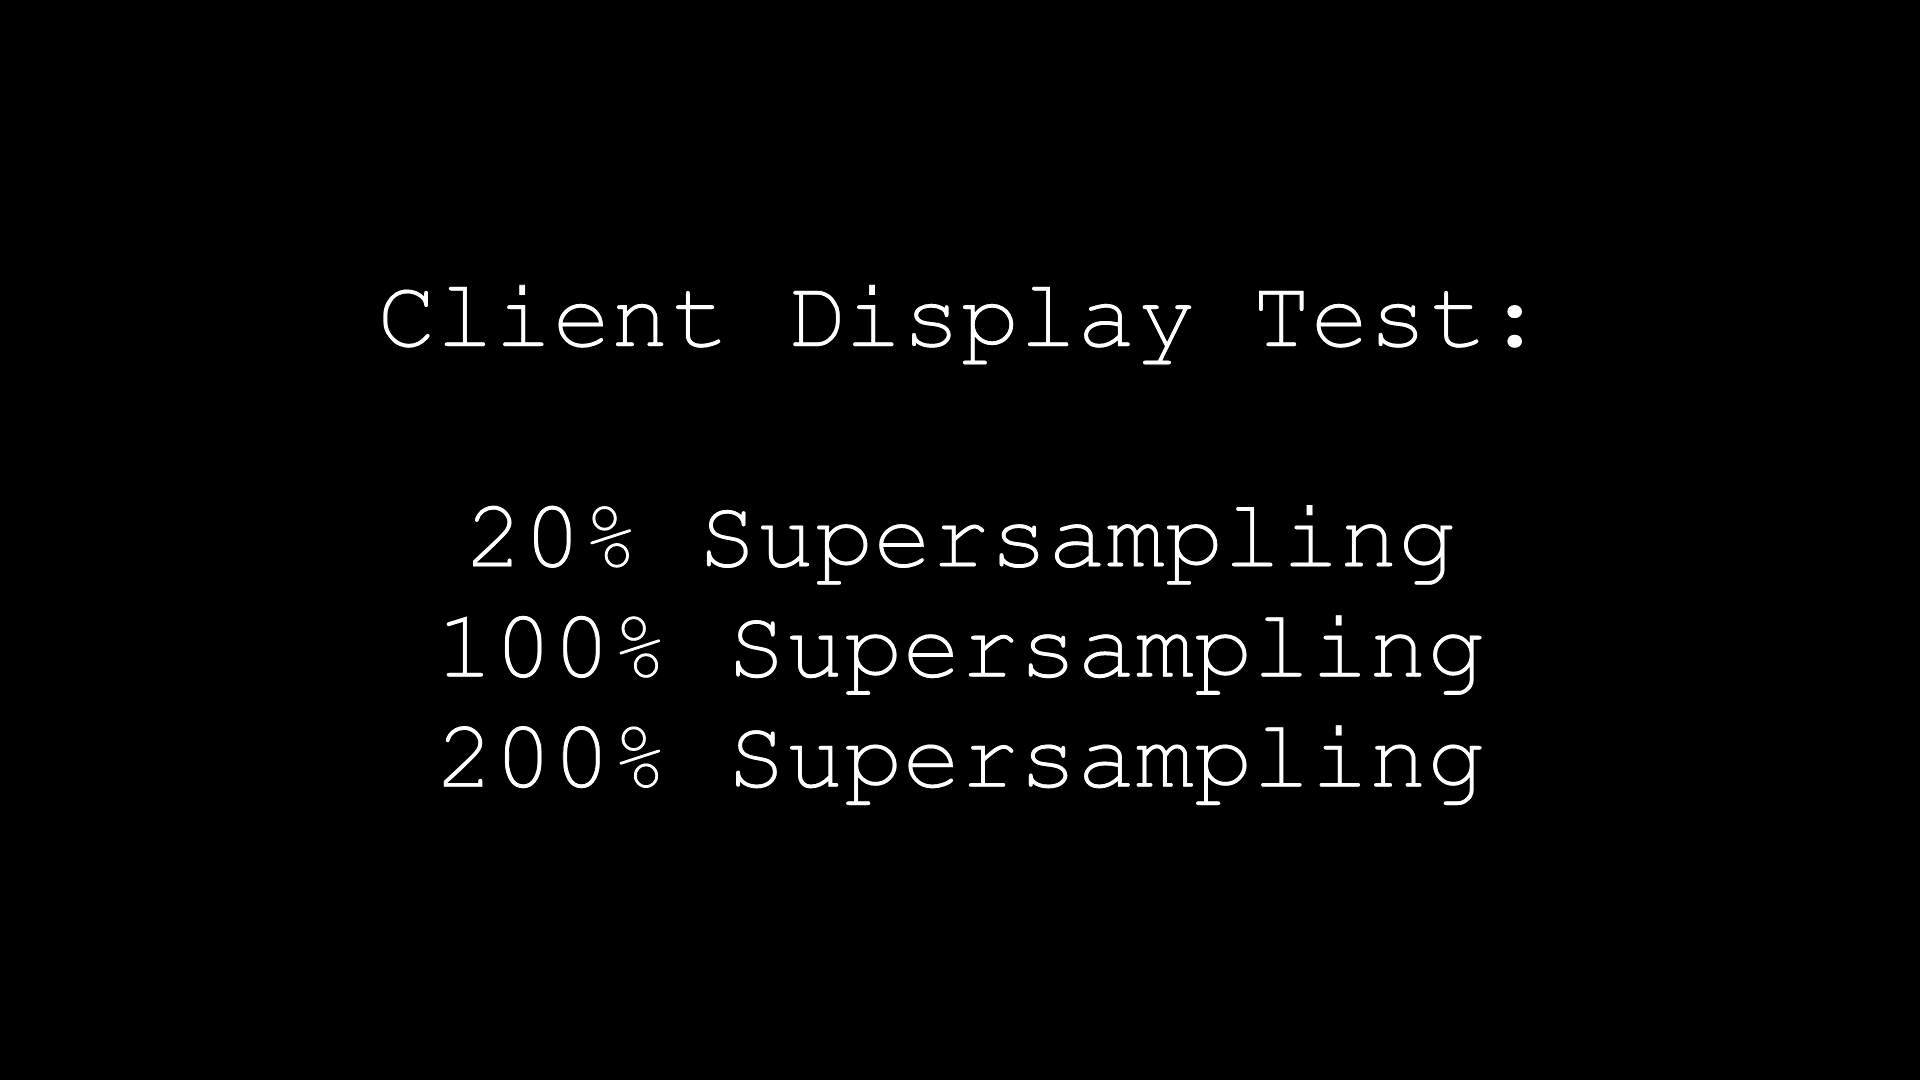 Client Display Test:
20% Supersampling
100% Supersampling
200% Supersampling